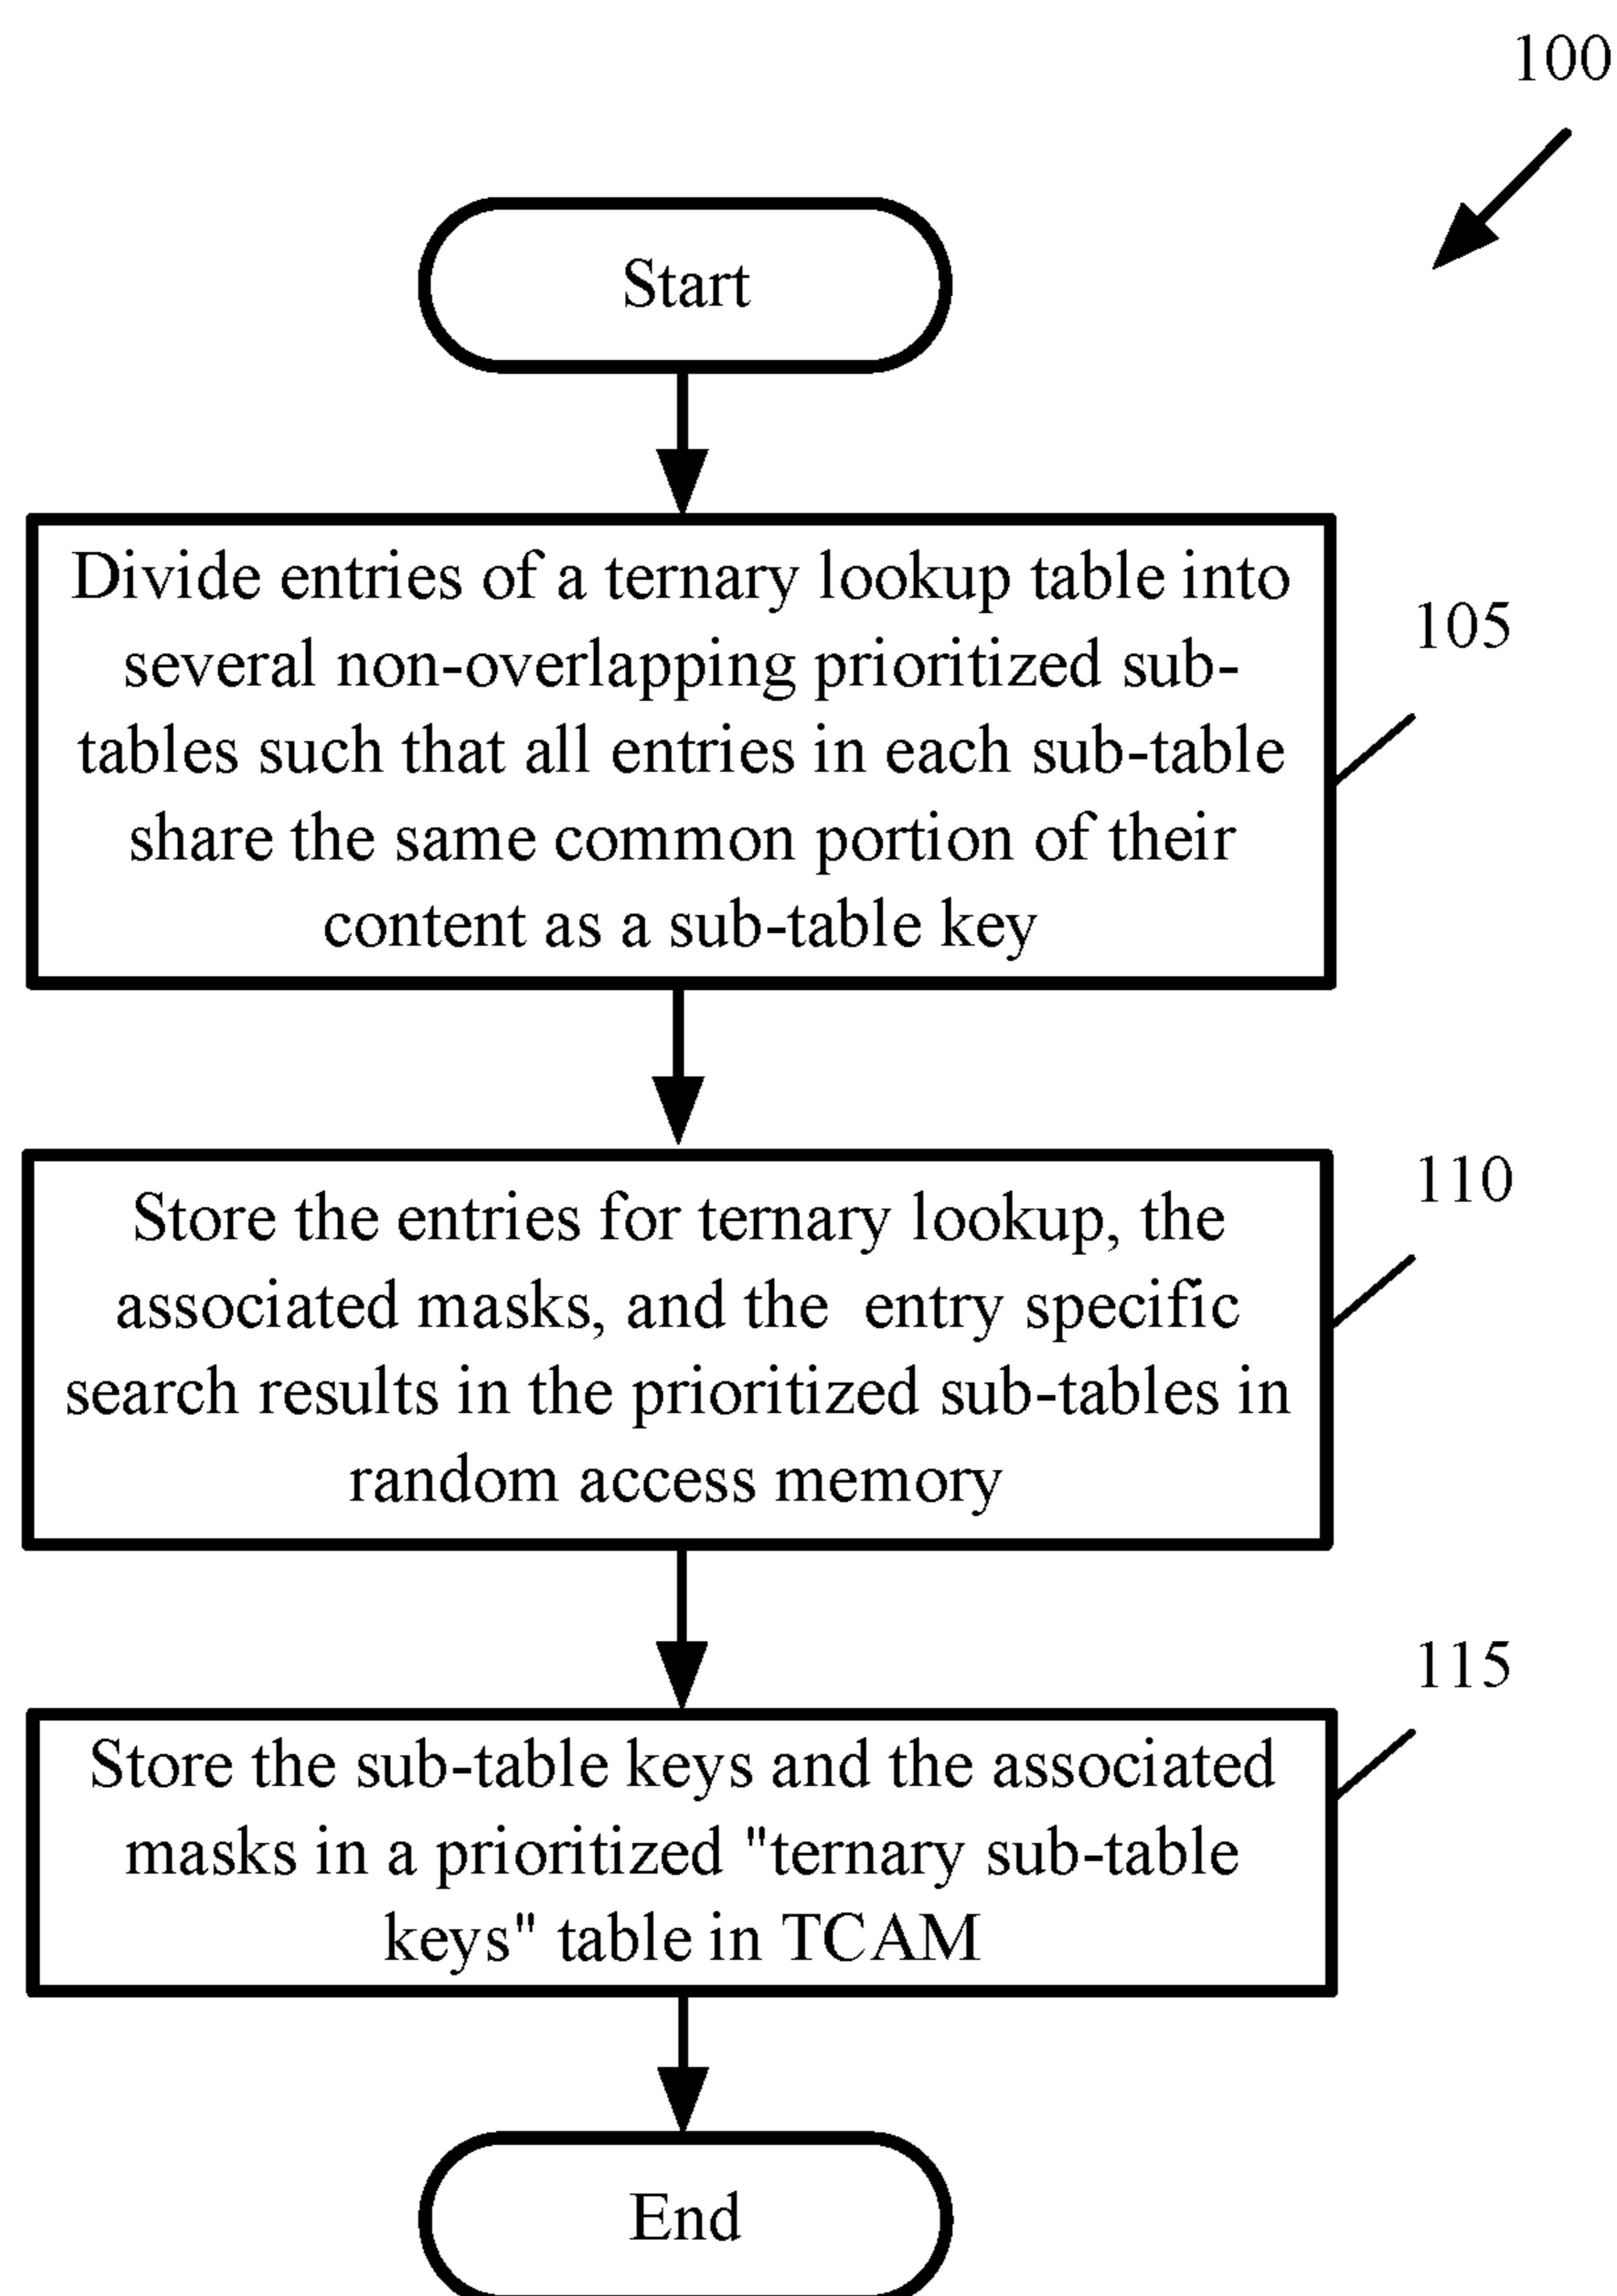 100
Start
Divide entries of a ternary lookup table into
several non-overlapping prioritized sub-
tables such that all entries in each sub-table
share the same common portion of their
content as a sub-table key
105
Store the entries for ternary lookup, the
associated masks, and the entry specific
search results in the prioritized sub-tables in
random access memory
110
Store the sub-table keys and the associated
masks in a prioritized "ternary sub-table
keys" table in TCAM
115
End